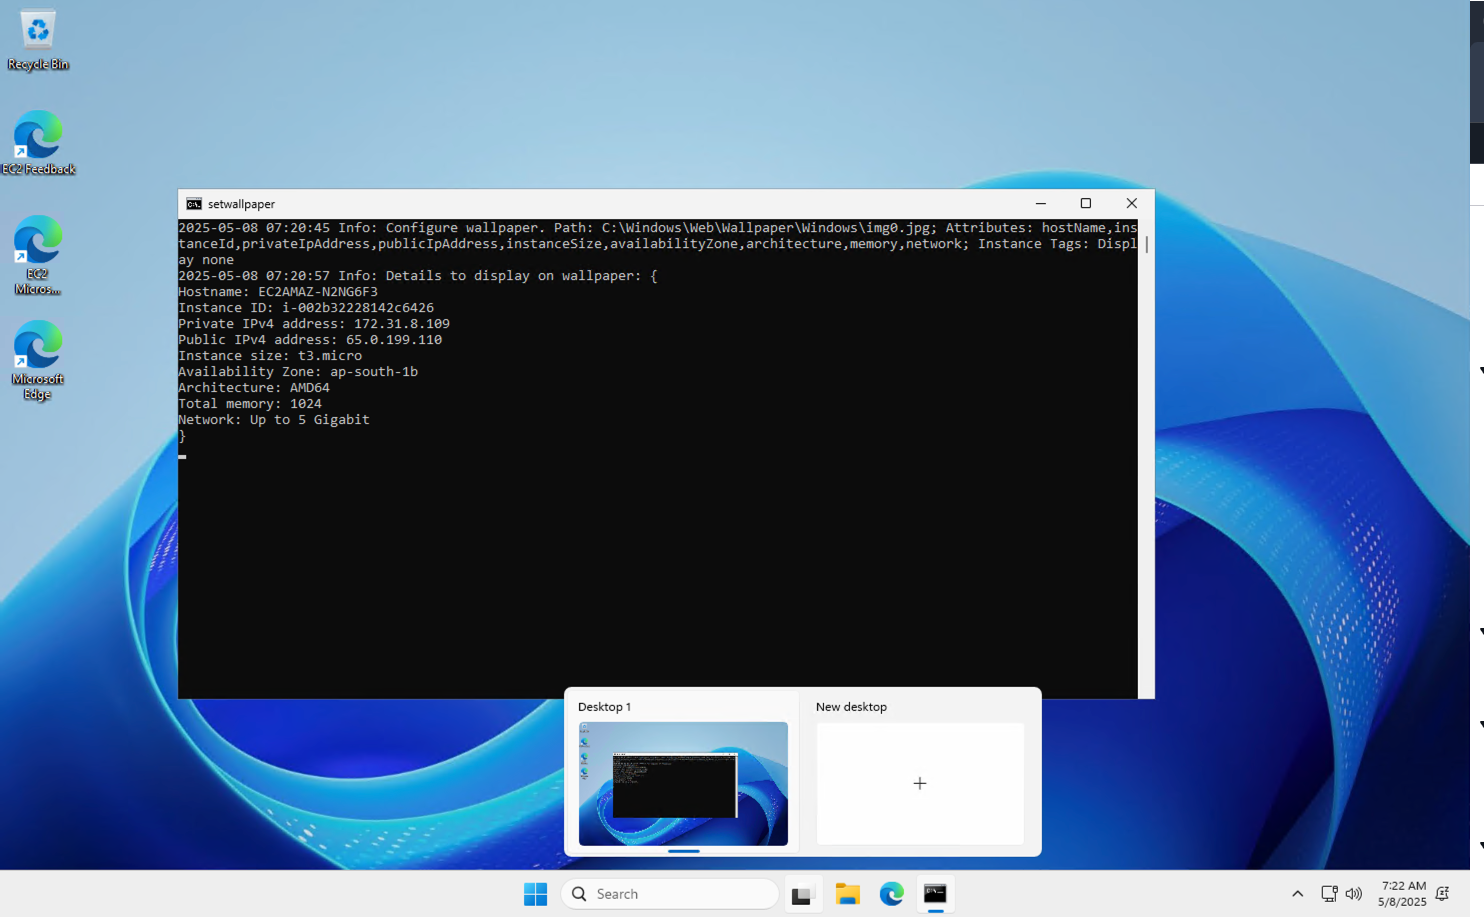 Recycle Bin
EC2 Feedback
EC2
Micros...
Microsoft
Edge
setwallpaper
2025-05-08 07:20:45 Info: Configure wallpaper. Path: C:\Windows\Web\Wallpaper\Windows\img0.jpg; Attributes: hostName,ins
tanceId,privateIpAddress,publicIpAddress,instanceSize,availabilityZone,architecture,memory,network; Instance Tags: Displ
ay none
2025-05-08 07:20:57 Info: Details to display on wallpaper: {
Hostname: EC2AMAZ-N2NG6F3
Instance ID: i-002b32228142c6426
Private IPv4 address: 172.31.8.109
Public IPv4 address: 65.0.199.110
Instance size: t3.micro
Availability Zone: ap-south-1b
Architecture: AMD64
Total memory: 1024
Network: Up to 5 Gigabit
}
Desktop 1
New desktop
Search
7:22 AM
5/8/2025